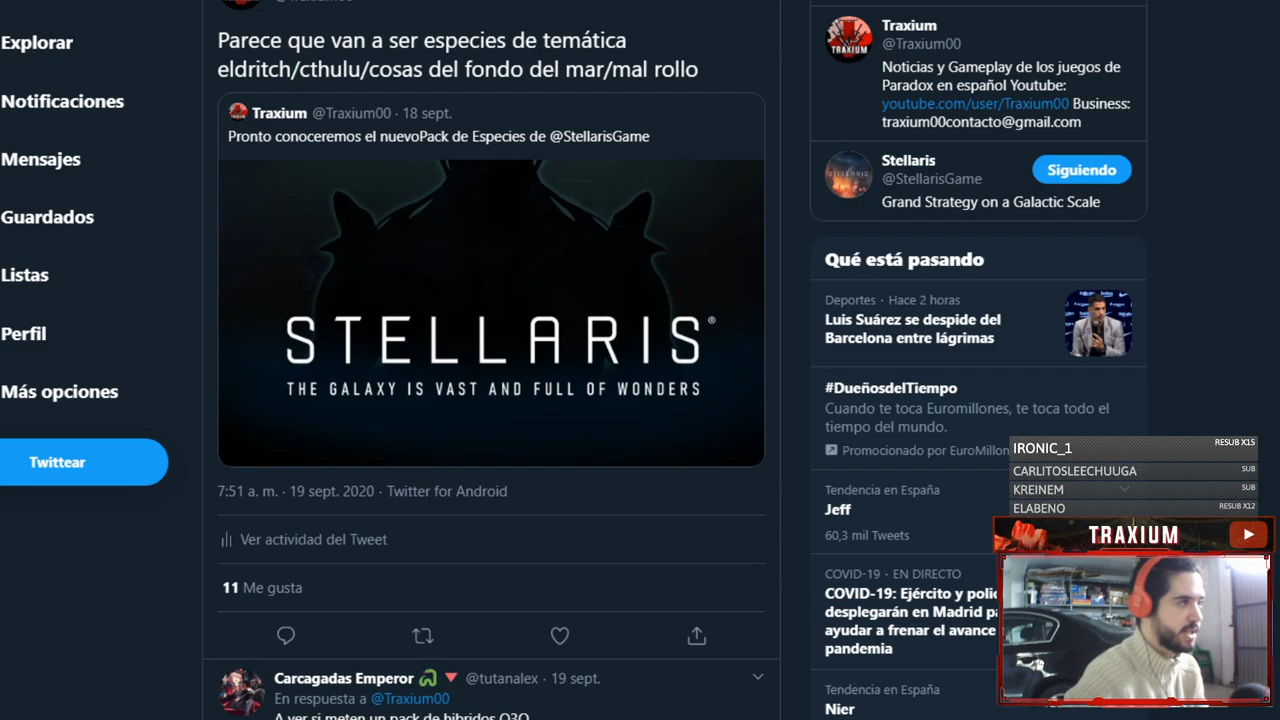 Explorar
Notificaciones
Mensajes
Guardados
Listas
Perfil
Más opciones
Twittear
Parece que van a ser especies de temática
eldritch/cthulu/cosas del fondo del mar/mal rollo
Traxium @Traxium00 · 18 sept.
Pronto conoceremos el nuevoPack de Especies de @StellarisGame
STELLARIS®
THE GALAXY IS VAST AND FULL OF WONDERS
7:51 a. m. · 19 sept. 2020 · Twitter for Android
Ver actividad del Tweet
11 Me gusta
Carcagadas Emperor @tutanalex · 19 sept.
En respuesta a @Traxium00
A ver si meten un pack de hibridos O3O
Traxium
@Traxium00
TRAXIUM
Noticias y Gameplay de los juegos de
Paradox en español Youtube:
youtube.com/user/Traxium00 Business:
traxium00contacto@gmail.com
Stellaris
@StellarisGame
STELLARIS
Siguiendo
Grand Strategy on a Galactic Scale
Qué está pasando
Deportes · Hace 2 horas
Luis Suárez se despide del
Barcelona entre lágrimas
#DueñosdelTiempo
Cuando te toca Euromillones, te toca todo el
tiempo del mundo.
Promocionado por EuroMillon
Tendencia en España
Jeff
60,3 mil Tweets
COVID-19 · EN DIRECTO
COVID-19: Ejército y poli
desplegarán en Madrid pa
ayudar a frenar el avance
pandemia
Tendencia en España
Nier
IRONIC_1 RESUB X15
CARLITOSLEECHUUGA SUB
KREINEM SUB
ELABENO RESUB X12
TRAXIUM